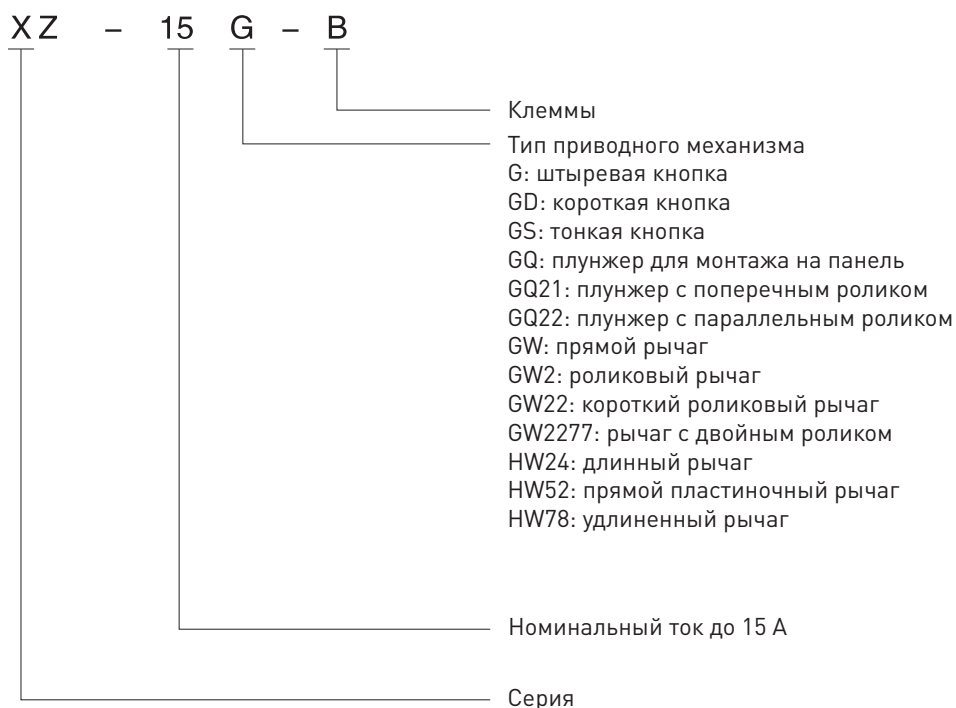 XZ – 15 G – B
Клеммы
Тип приводного механизма
G: штыревая кнопка
GD: короткая кнопка
GS: тонкая кнопка
GQ: плунжер для монтажа на панель
GQ21: плунжер с поперечным роликом
GQ22: плунжер с параллельным роликом
GW: прямой рычаг
GW2: роликовый рычаг
GW22: короткий роликовый рычаг
GW2277: рычаг с двойным роликом
HW24: длинный рычаг
HW52: прямой пластиночный рычаг
HW78: удлиненный рычаг
Номинальный ток до 15 А
Серия